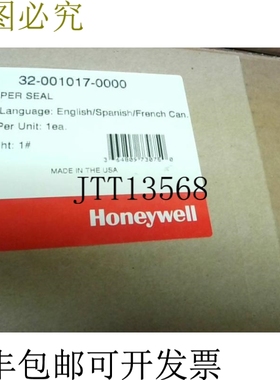 图必究
32-001017-0000
PER SEAL
Language: English/Spanish/French Can.
Per Unit: 1ea.
ht: 1#
MADE IN THE USA
JTT13568
Honeywell
丰包邮可开发票